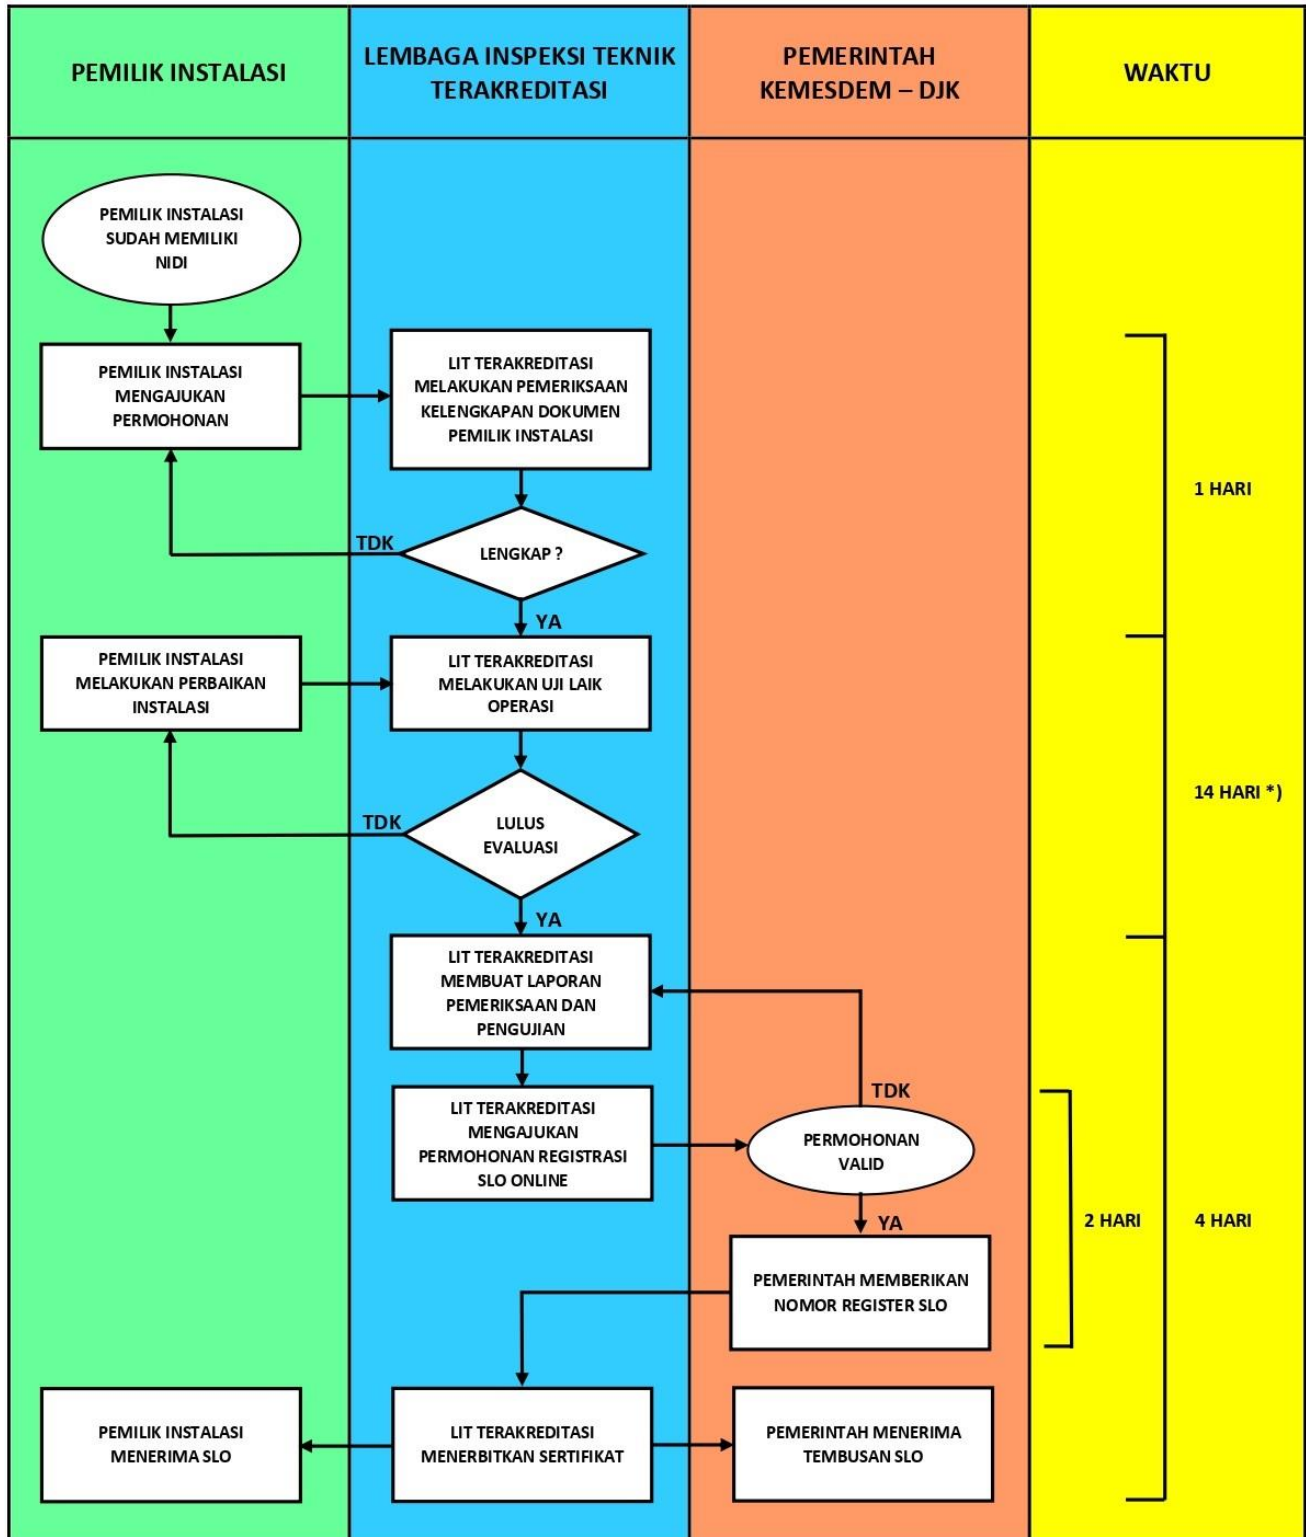 PEMILIK INSTALASI
LEMBAGA INSPEKSI TEKNIK
TERAKREDITASI
PEMERINTAH
KEMESDEM – DJK
WAKTU
PEMILIK INSTALASI
SUDAH MEMILIKI
NIDI
PEMILIK INSTALASI
MENGAJUKAN
PERMOHONAN
LIT TERAKREDITASI
MELAKUKAN PEMERIKSAAN
KELENGKAPAN DOKUMEN
PEMILIK INSTALASI
1 HARI
TDK
LENGKAP ?
YA
PEMILIK INSTALASI
MELAKUKAN PERBAIKAN
INSTALASI
LIT TERAKREDITASI
MELAKUKAN UJI LAIK
OPERASI
14 HARI *)
TDK
LULUS
EVALUASI
YA
LIT TERAKREDITASI
MEMBUAT LAPORAN
PEMERIKSAAN DAN
PENGUJIAN
TDK
LIT TERAKREDITASI
MENGAJUKAN
PERMOHONAN REGISTRASI
SLO ONLINE
PERMOHONAN
VALID
YA
2 HARI
4 HARI
PEMERINTAH MEMBERIKAN
NOMOR REGISTER SLO
PEMILIK INSTALASI
MENERIMA SLO
LIT TERAKREDITASI
MENERBITKAN SERTIFIKAT
PEMERINTAH MENERIMA
TEMBUSAN SLO